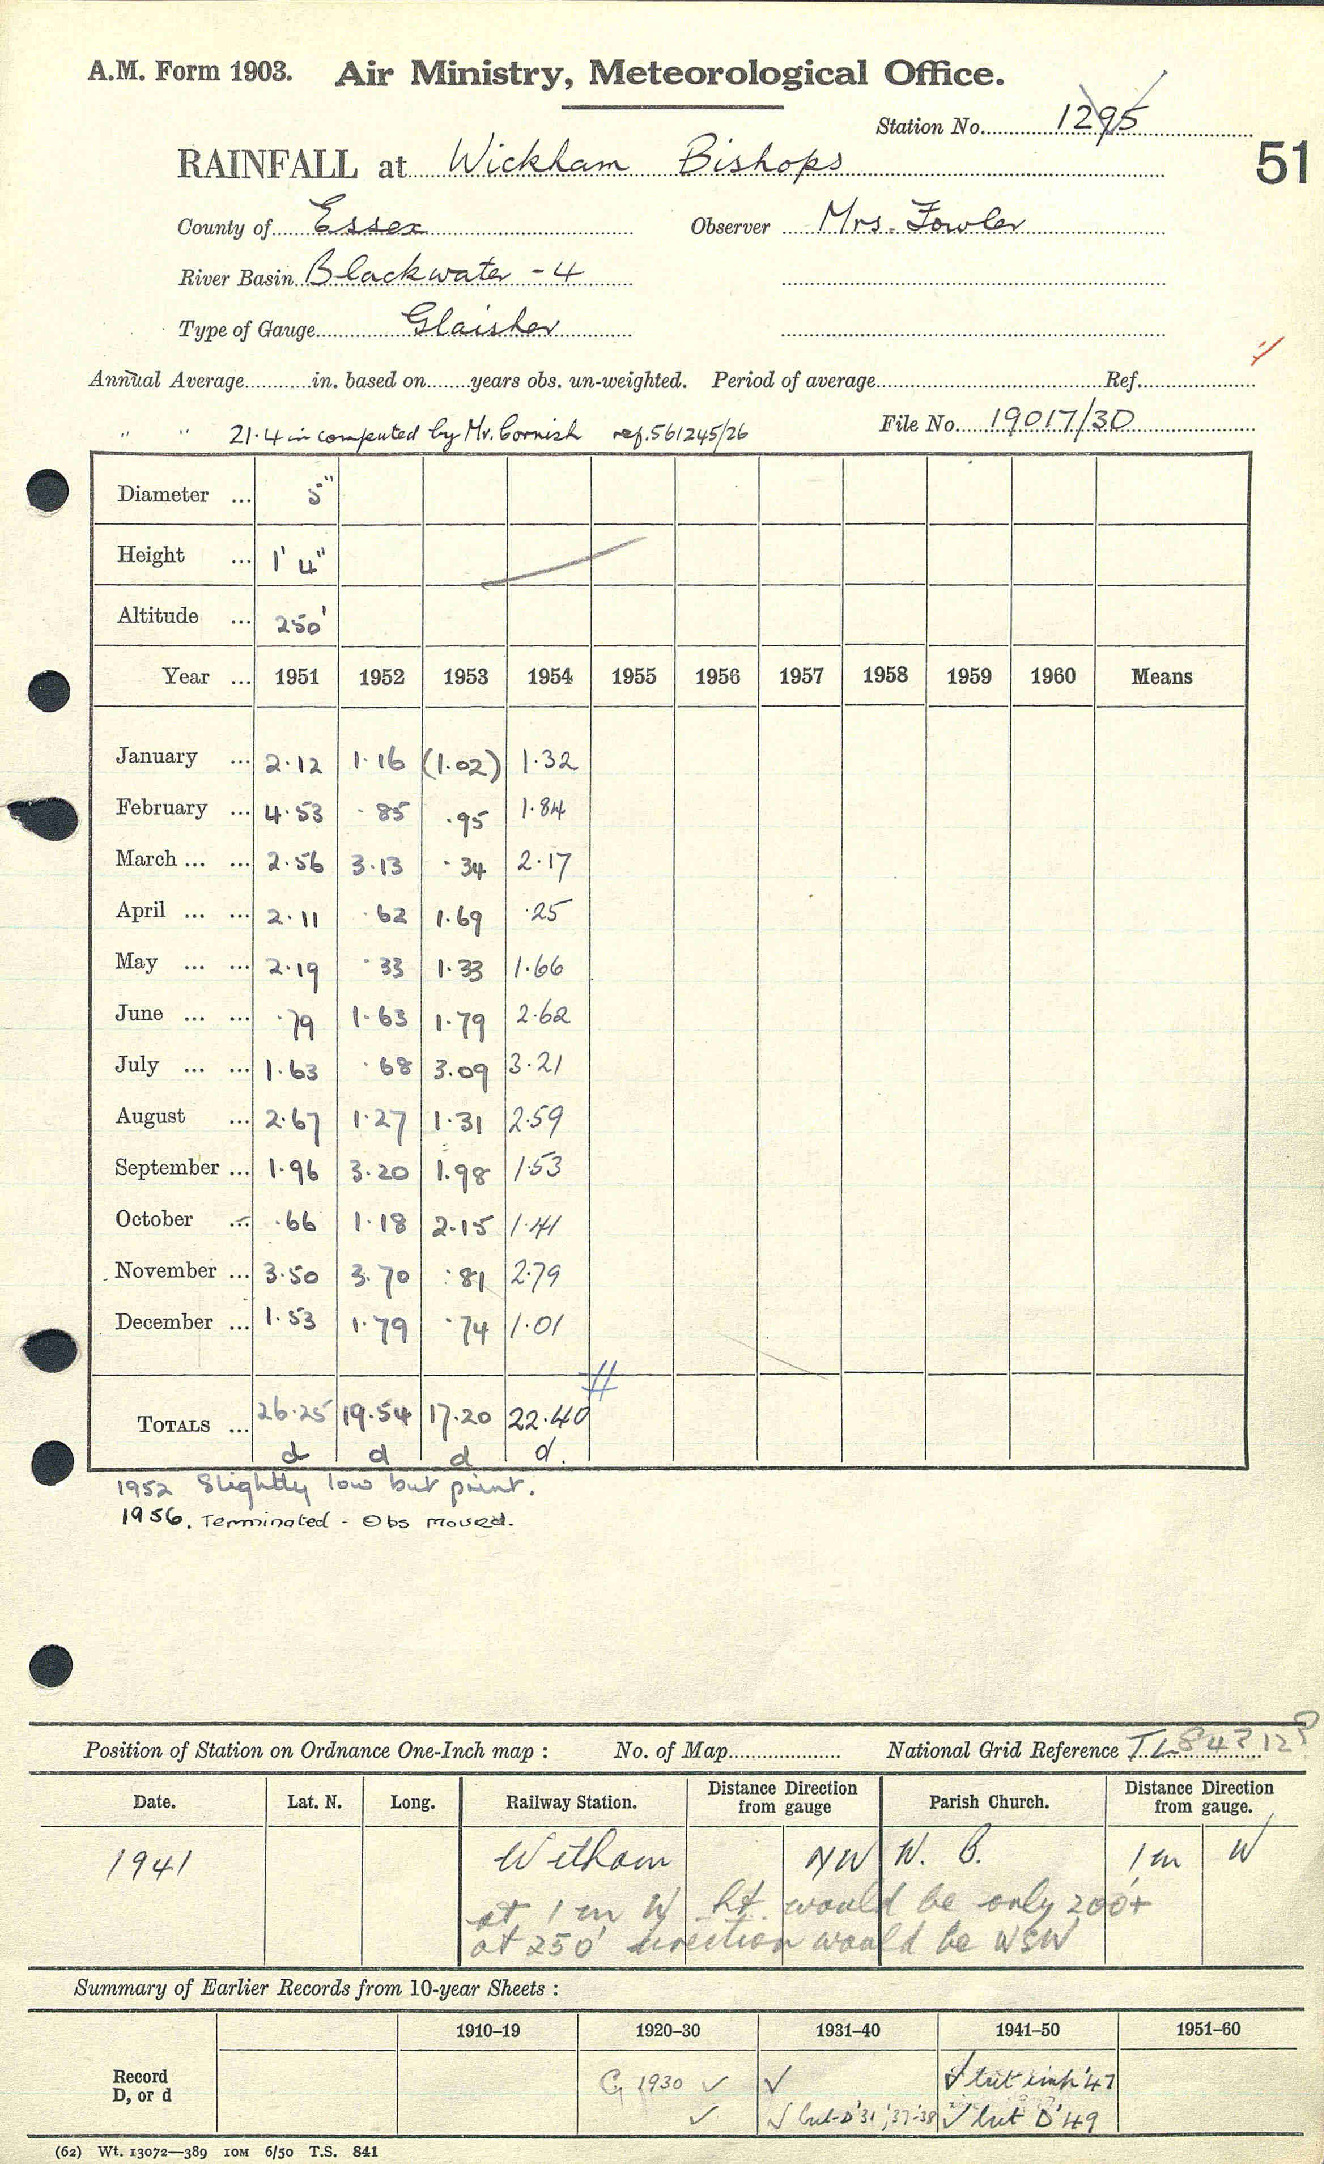 A.M. Form 1903. Air Ministry, Meteorological Office.
Station No. 1295
51
RAINFALL at Wickham Bishops
County of Essex Observer Mrs. Fowler
River Basin Blackwater - 4
Type of Gauge Glaisher
Annual Average in. based on years obs. un-weighted. Period of average Ref.
" " 21.4 in computed by Mr. Cornish ref. 561245/26 File No. 19017/30
Diameter ... 5"
Height ... 1' 4"
Altitude ... 250'
Year ... 1951 1952 1953 1954 1955 1956 1957 1958 1959 1960 Means
January ... 2.12 1.16 (1.02) 1.32
February ... 4.53 .85 .95 1.84
March ... ... 2.56 3.13 .34 2.17
April ... ... 2.11 .62 1.69 .25
May ... ... 2.19 .33 1.33 1.66
June ... ... .79 1.63 1.79 2.62
July ... ... 1.63 .68 3.09 3.21
August ... 2.67 1.27 1.31 2.59
September ... 1.96 3.20 1.98 1.53
October ... .66 1.18 2.15 1.41
November ... 3.50 3.70 .81 2.79
December ... 1.53 1.79 .74 1.01
TOTALS ... 26.25 19.54 17.20 22.40
d d d d.
1952 Slightly low but print.
1956. Terminated - Obs moved.
Position of Station on Ordnance One-Inch map : No. of Map National Grid Reference
Date. Lat. N. Long. Railway Station. Distance Direction from gauge Parish Church. Distance Direction from gauge.
1941 Witham NW W. B. 1 m W
at 1 m W ht. would be only 200+
at 250' direction would be WSW
Summary of Earlier Records from 10-year Sheets :
1910–19 1920–30 1931–40 1941–50 1951–60
Record G 1930 ✓ ✓ ✓ but '47
D, or d ✓ ✓ but D '31, '37-'38 ✓ but D '49
(62) Wt. 13072—389 10M 6/50 T.S. 841